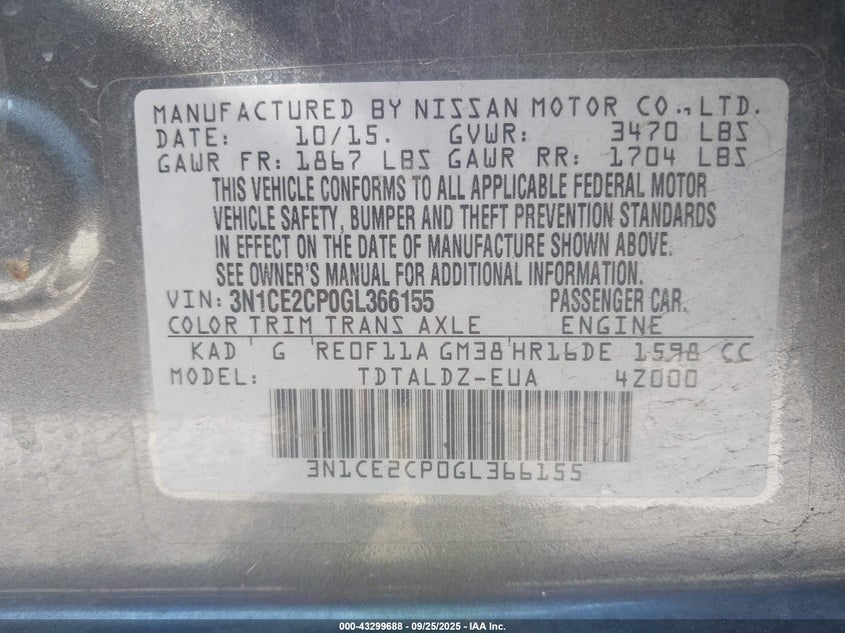 MANUFACTURED BY NISSAN MOTOR CO.,LTD.
DATE: 10/15. GVWR: 3470 LBS
GAWR FR: 1867 LBS GAWR RR: 1704 LBS
THIS VEHICLE CONFORMS TO ALL APPLICABLE FEDERAL MOTOR
VEHICLE SAFETY, BUMPER AND THEFT PREVENTION STANDARDS
IN EFFECT ON THE DATE OF MANUFACTURE SHOWN ABOVE.
SEE OWNER'S MANUAL FOR ADDITIONAL INFORMATION.
VIN: 3N1CE2CP0GL366155 PASSENGER CAR.
COLOR TRIM TRANS AXLE ENGINE
KAD G RE0F11A GM38 HR16DE 1598 CC
MODEL: TDTALDZ-EUA 4Z000
3N1CE2CP0GL366155
000-43299688 - 09/25/2025 - IAA Inc.